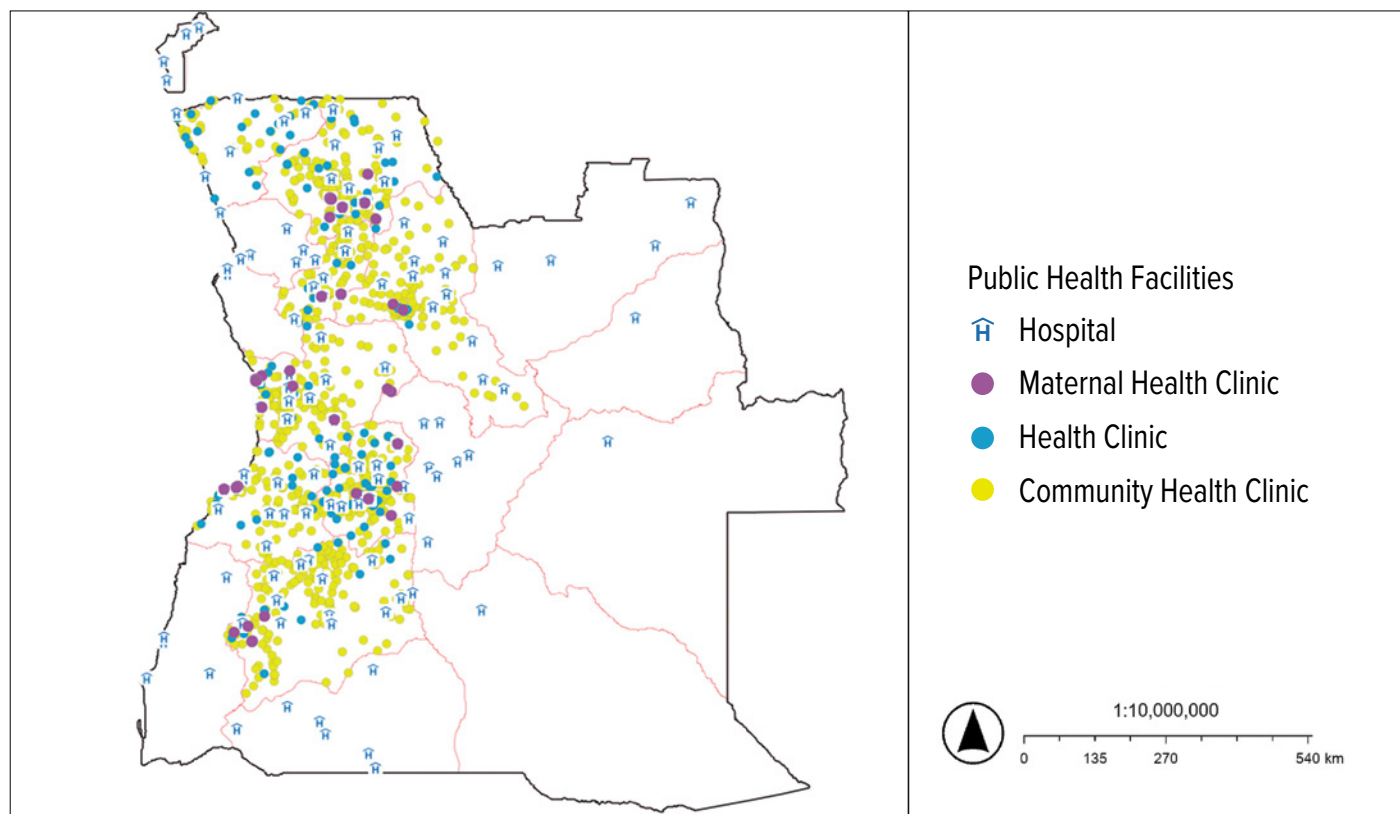 Public Health Facilities
H Hospital
Maternal Health Clinic
Health Clinic
Community Health Clinic
1:10,000,000
0 135 270 540 km